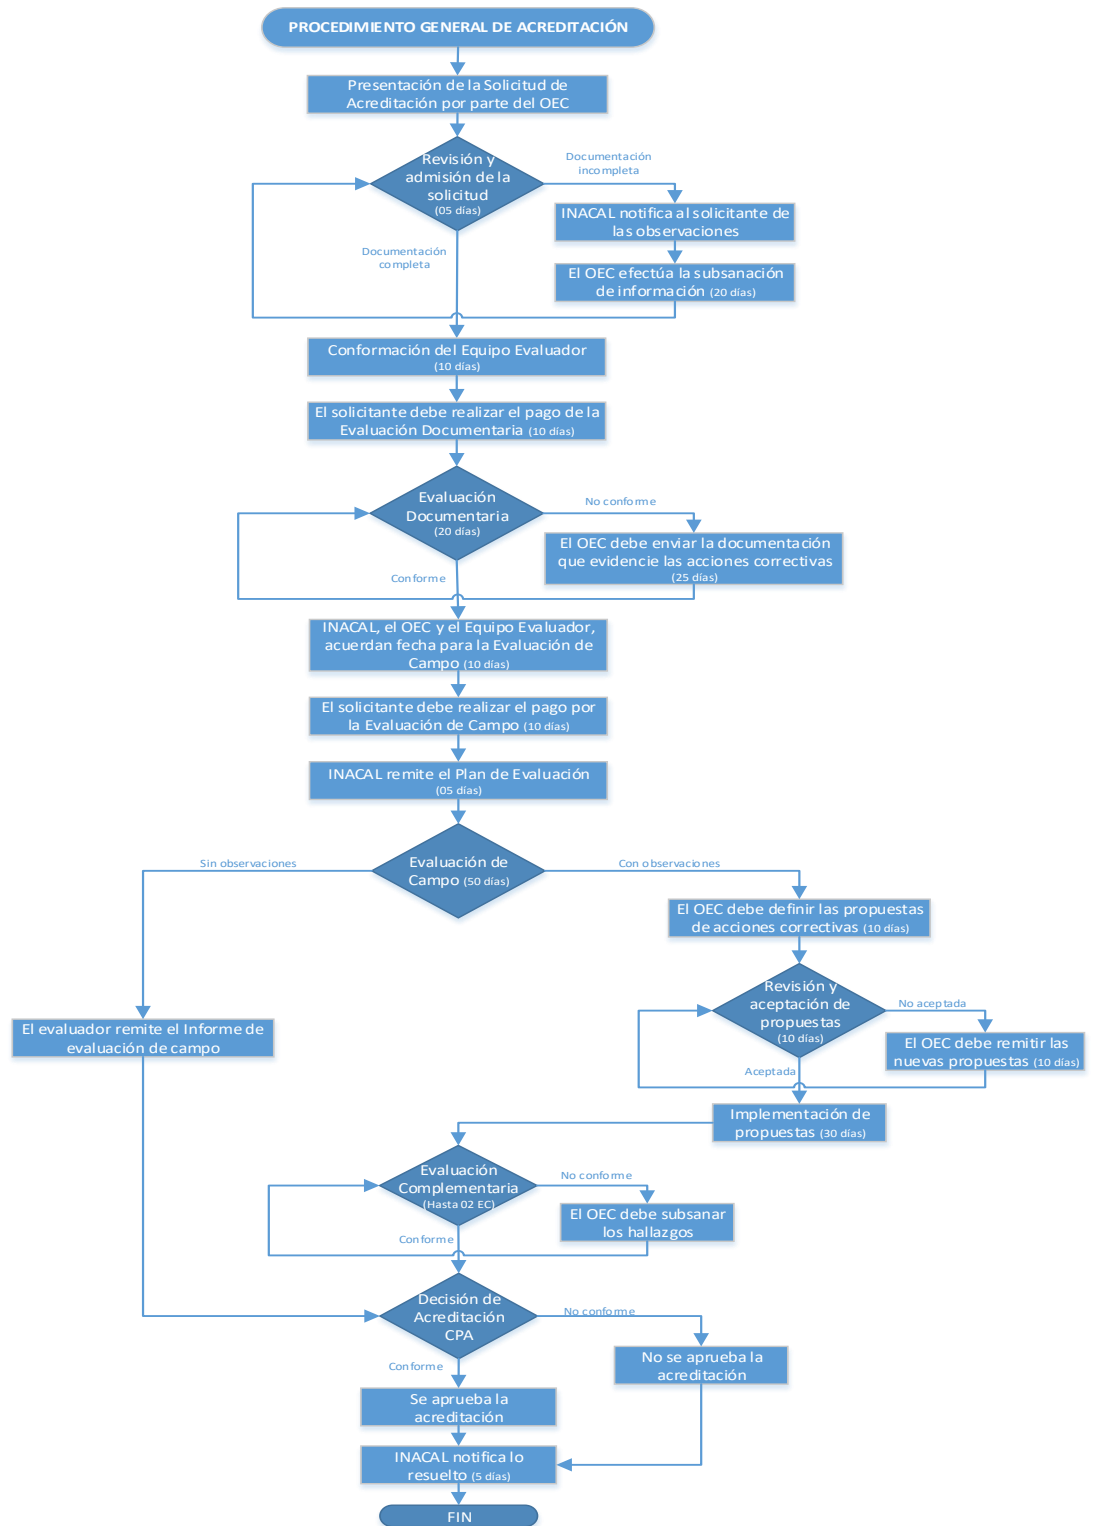 PROCEDIMIENTO GENERAL DE ACREDITACIÓN
Presentación de la Solicitud de
Acreditación por parte del OEC
Revisión y
admisión de la
solicitud
(05 días)
Documentación
incompleta
INACAL notifica al solicitante de
las observaciones
Documentación
completa
El OEC efectúa la subsanación
de información (20 días)
Conformación del Equipo Evaluador
(10 días)
El solicitante debe realizar el pago de la
Evaluación Documentaria (10 días)
Evaluación
Documentaria
(20 días)
No conforme
El OEC debe enviar la documentación
que evidencie las acciones correctivas
(25 días)
Conforme
INACAL, el OEC y el Equipo Evaluador,
acuerdan fecha para la Evaluación de
Campo (10 días)
El solicitante debe realizar el pago por
la Evaluación de Campo (10 días)
INACAL remite el Plan de Evaluación
(05 días)
Evaluación de
Campo (50 días)
Sin observaciones
Con observaciones
El OEC debe definir las propuestas
de acciones correctivas (10 días)
Revisión y
aceptación de
propuestas
(10 días)
No aceptada
El OEC debe remitir las
nuevas propuestas (10 días)
El evaluador remite el Informe de
evaluación de campo
Aceptada
Implementación de
propuestas (30 días)
Evaluación
Complementaria
(Hasta 02 EC)
No conforme
El OEC debe subsanar
los hallazgos
Conforme
Decisión de
Acreditación
CPA
No conforme
No se aprueba la
acreditación
Conforme
Se aprueba la
acreditación
INACAL notifica lo
resuelto (5 días)
FIN